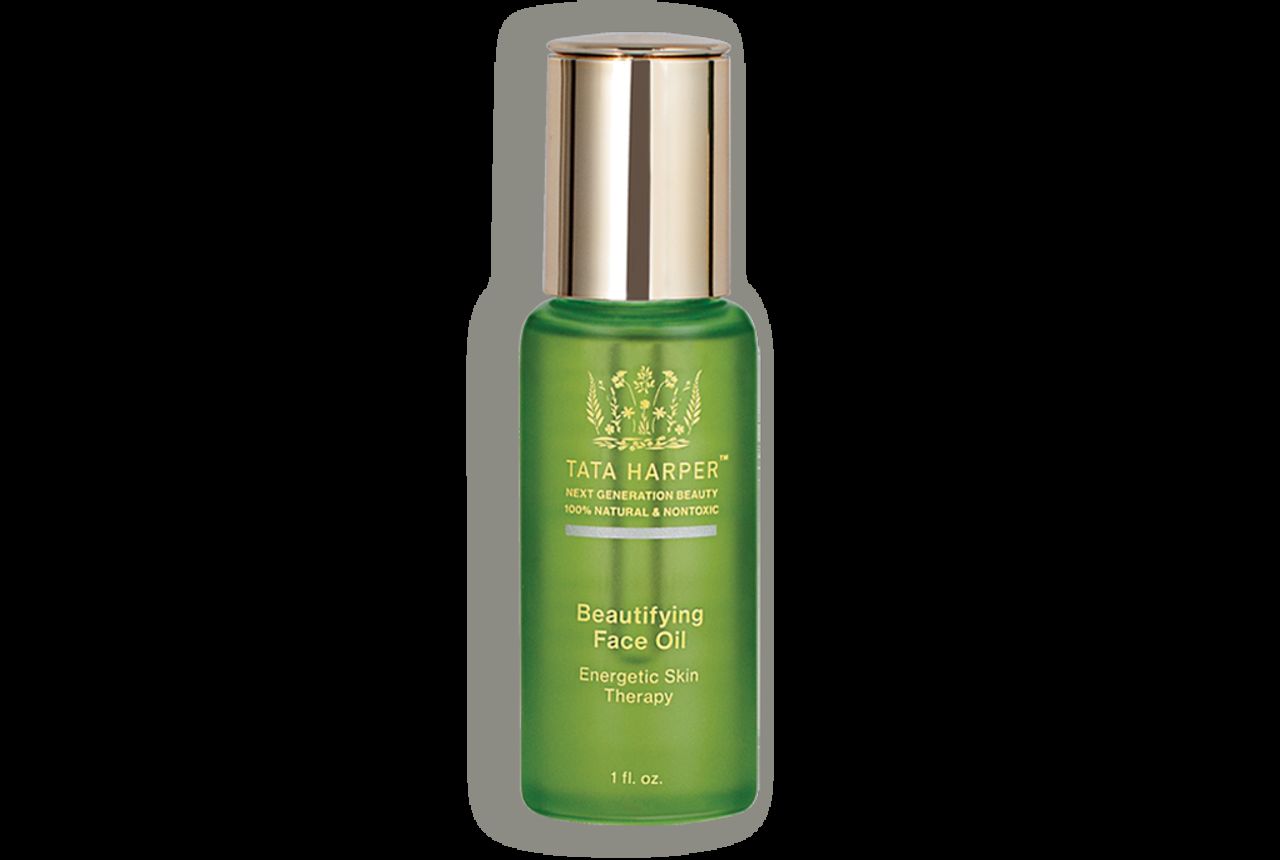 TATA HARPER™
NEXT GENERATION BEAUTY
100% NATURAL & NONTOXIC
Beautifying
Face Oil
Energetic Skin
Therapy
1 fl. oz.